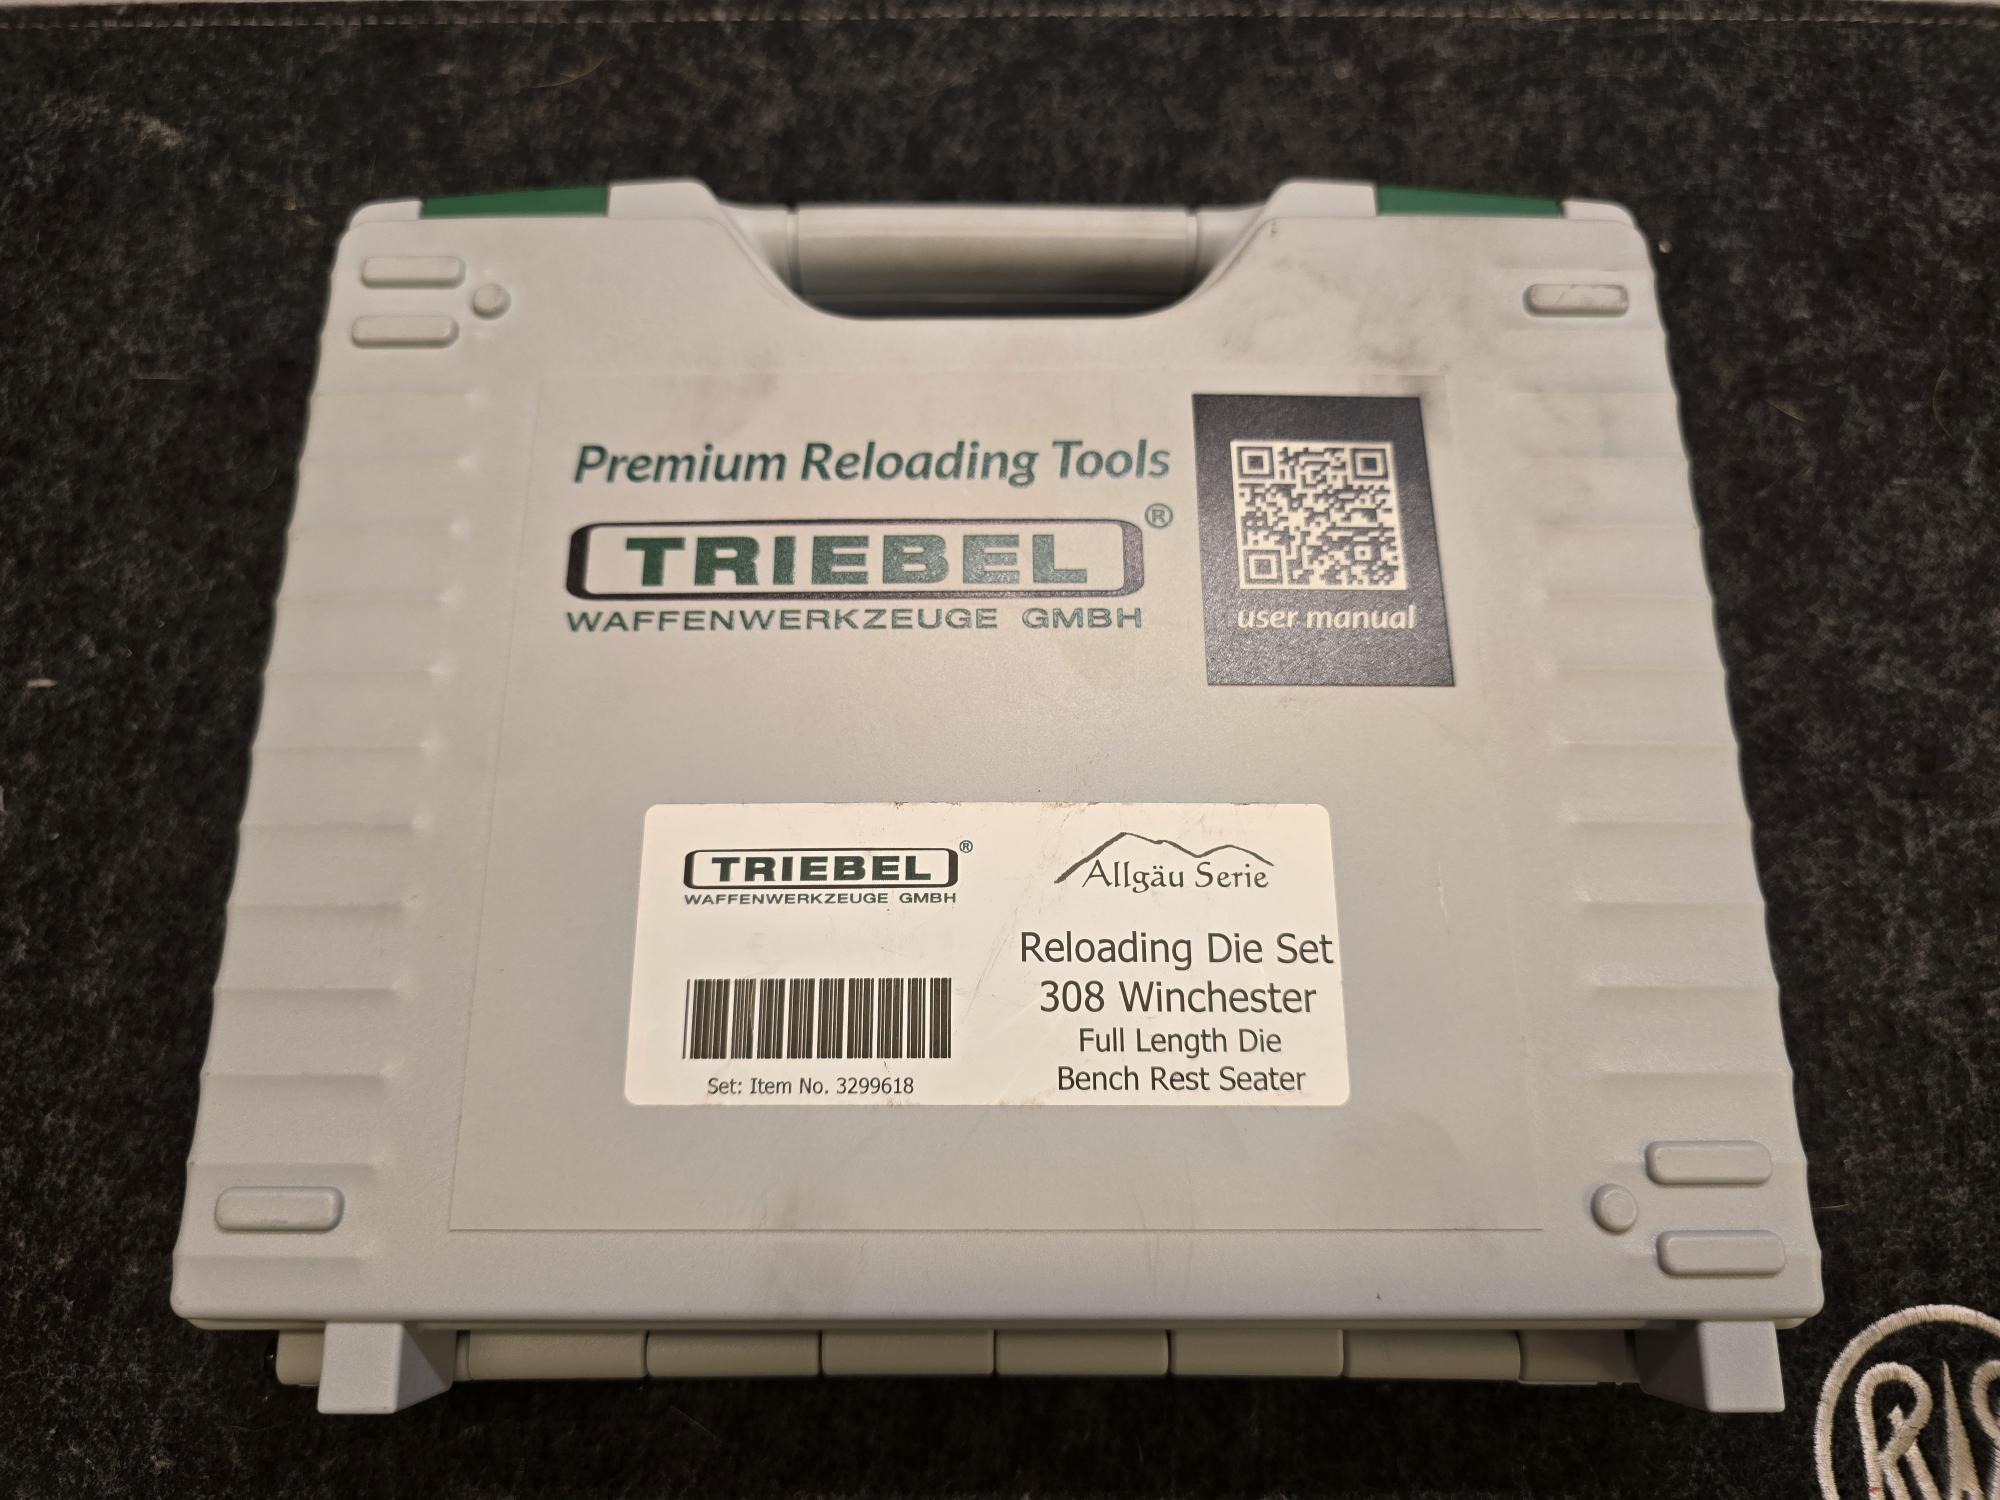 Premium Reloading Tools
TRIEBEL®
WAFFENWERKZEUGE GMBH
user manual
TRIEBEL®
WAFFENWERKZEUGE GMBH
Allgäu Serie
Reloading Die Set
308 Winchester
Full Length Die
Bench Rest Seater
Set: Item No. 3299618
RWS